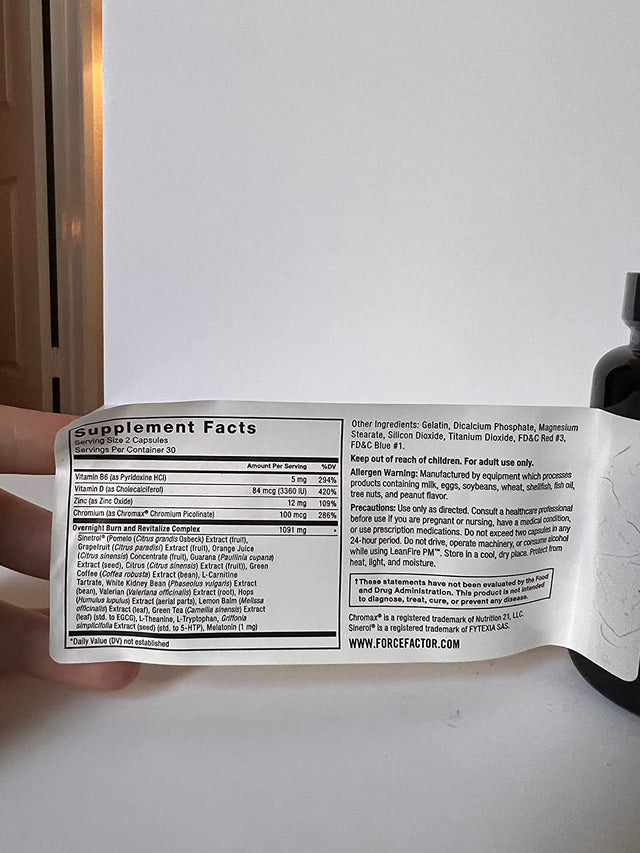 Supplement Facts
Serving Size 2 Capsules
Servings Per Container 30
Amount Per Serving %DV
Vitamin B6 (as Pyridoxine HCl) 5 mg 294%
Vitamin D (as Cholecalciferol) 84 mcg (3360 IU) 420%
Zinc (as Zinc Oxide) 12 mg 109%
Chromium (as Chromax® Chromium Picolinate) 100 mcg 286%
Overnight Burn and Revitalize Complex 1091 mg *
Sinetrol® (Pomelo (Citrus grandis Osbeck) Extract (fruit),
Grapefruit (Citrus paradisi) Extract (fruit), Orange Juice
(Citrus sinensis) Concentrate (fruit), Guarana (Paullinia cupana)
Extract (seed), Citrus (Citrus sinensis) Extract (fruit)), Green
Coffee (Coffea robusta) Extract (bean), L-Carnitine
Tartrate, White Kidney Bean (Phaseolus vulgaris) Extract
(bean), Valerian (Valeriana officinalis) Extract (root), Hops
(Humulus lupulus) Extract (aerial parts), Lemon Balm (Melissa
officinalis) Extract (leaf), Green Tea (Camellia sinensis) Extract
(leaf) (std. to EGCG), L-Theanine, L-Tryptophan, Griffonia
simplicifolia Extract (seed) (std. to 5-HTP), Melatonin (1 mg)
*Daily Value (DV) not established
Other Ingredients: Gelatin, Dicalcium Phosphate, Magnesium
Stearate, Silicon Dioxide, Titanium Dioxide, FD&C Red #3,
FD&C Blue #1.
Keep out of reach of children. For adult use only.
Allergen Warning: Manufactured by equipment which processes
products containing milk, eggs, soybeans, wheat, shellfish, fish oil,
tree nuts, and peanut flavor.
Precautions: Use only as directed. Consult a healthcare professional
before use if you are pregnant or nursing, have a medical condition,
or use prescription medications. Do not exceed two capsules in any
24-hour period. Do not drive, operate machinery, or consume alcohol
while using LeanFire PM™. Store in a cool, dry place. Protect from
heat, light, and moisture.
†These statements have not been evaluated by the Food
and Drug Administration. This product is not intended
to diagnose, treat, cure, or prevent any disease.
Chromax® is a registered trademark of Nutrition 21, LLC.
Sinerol® is a registered trademark of FYTEXIA SAS.
WWW.FORCEFACTOR.COM